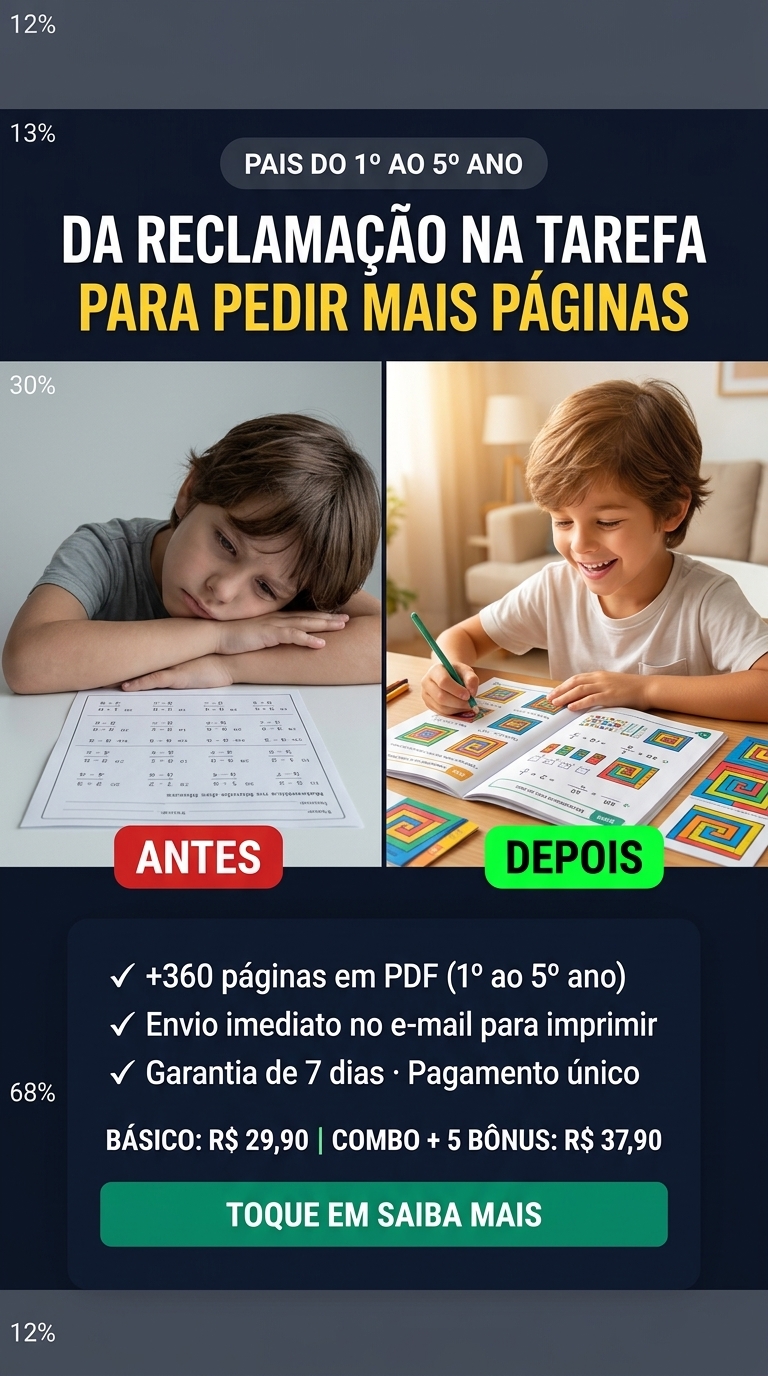 12%
13%
PAIS DO 1º AO 5º ANO
DA RECLAMAÇÃO NA TAREFA
PARA PEDIR MAIS PÁGINAS
30%
ANTES
DEPOIS
✓ +360 páginas em PDF (1º ao 5º ano)
✓ Envio imediato no e-mail para imprimir
✓ Garantia de 7 dias · Pagamento único
68%
BÁSICO: R$ 29,90 | COMBO + 5 BÔNUS: R$ 37,90
TOQUE EM SAIBA MAIS
12%